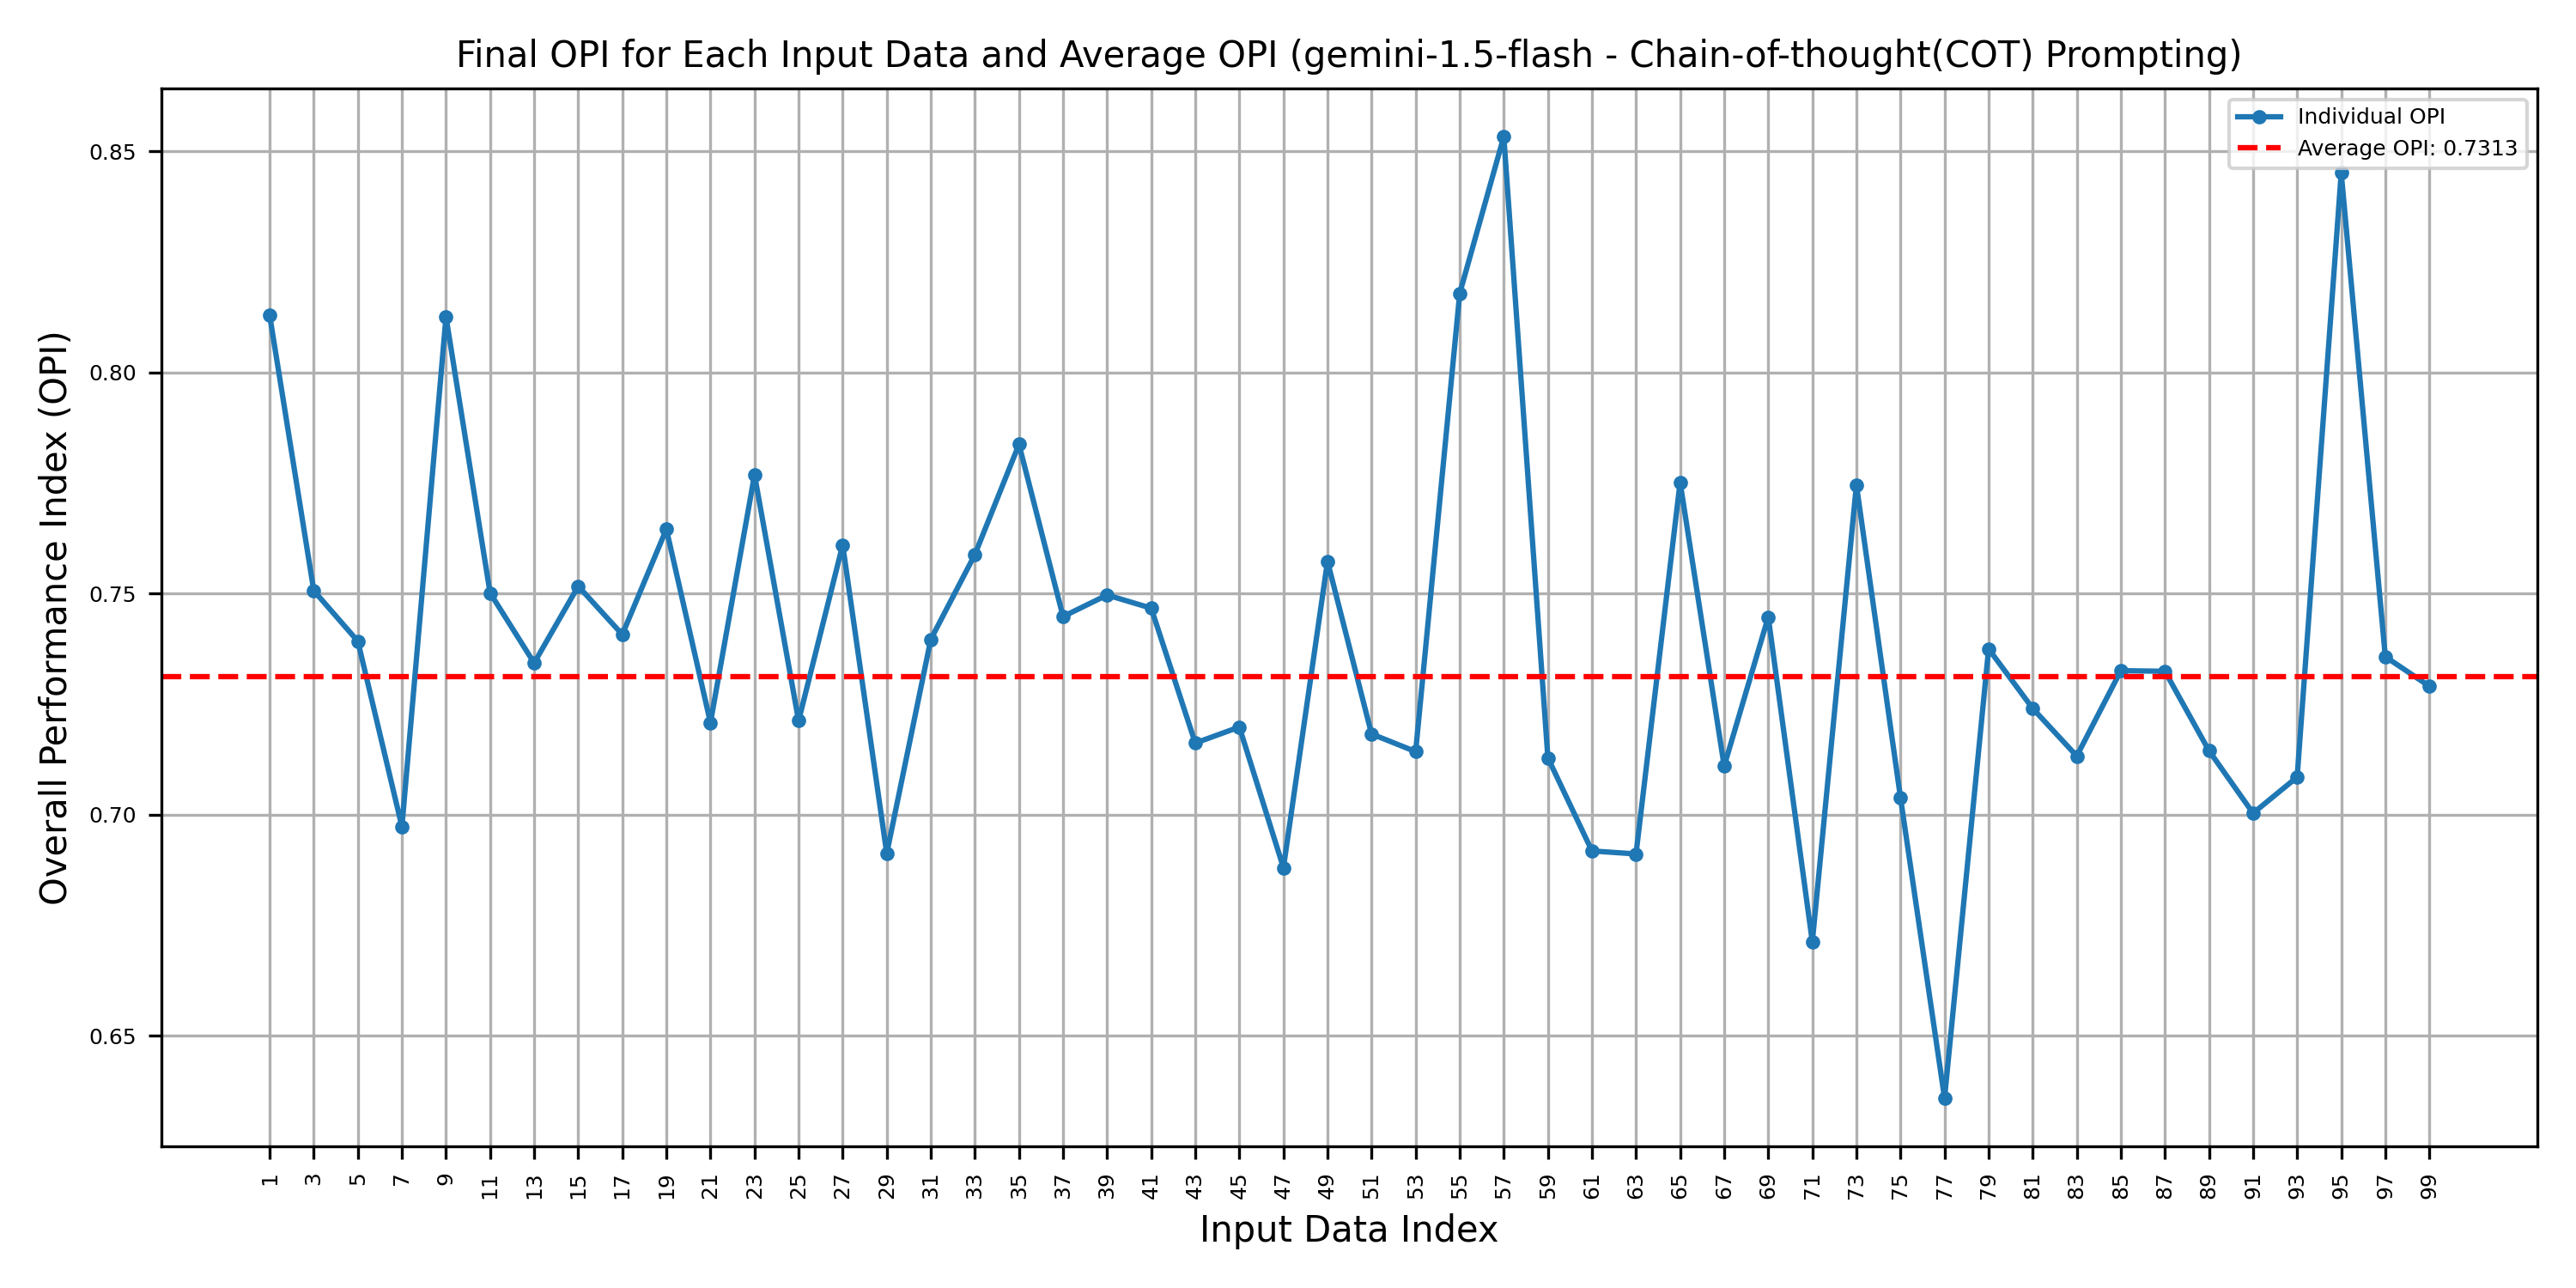 Final OPI for Each Input Data and Average OPI (gemini-1.5-flash - Chain-of-thought(COT) Prompting)
Individual OPI
Average OPI: 0.7313
Overall Performance Index (OPI)
0.85
0.80
0.75
0.70
0.65
1 3 5 7 9 11 13 15 17 19 21 23 25 27 29 31 33 35 37 39 41 43 45 47 49 51 53 55 57 59 61 63 65 67 69 71 73 75 77 79 81 83 85 87 89 91 93 95 97 99
Input Data Index